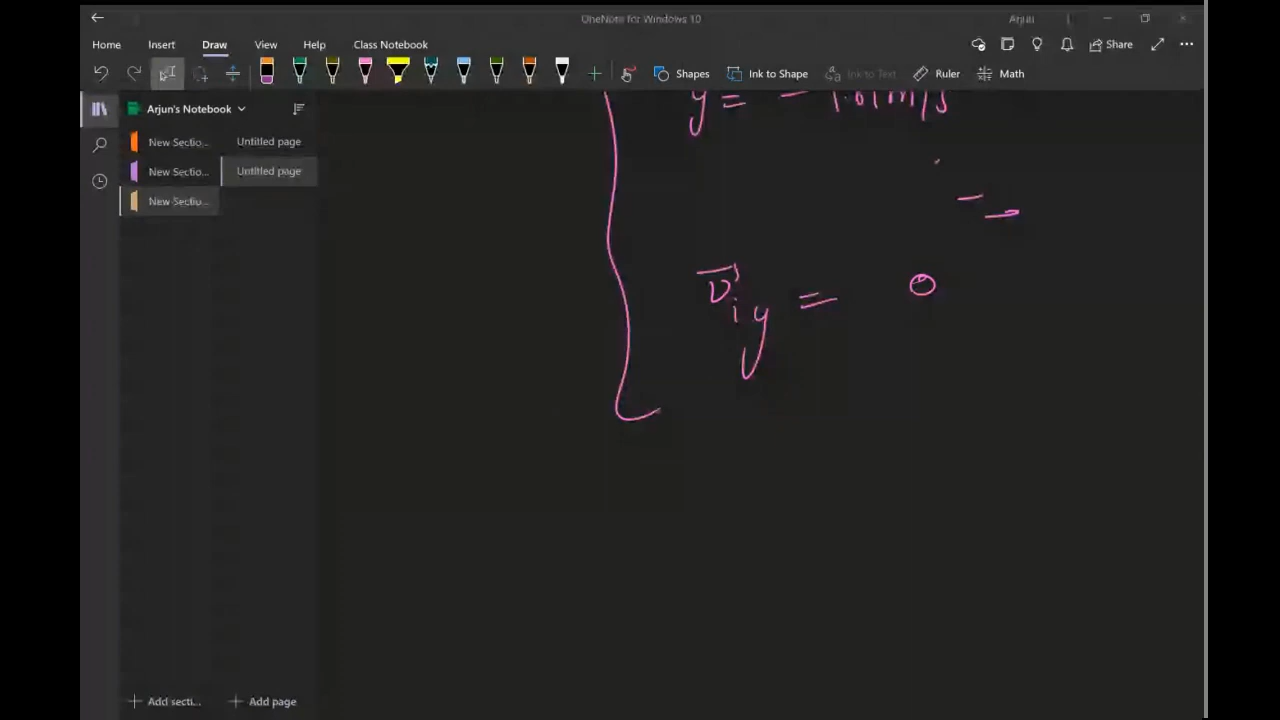 OneNote for Windows 10
Arjun
Home Insert Draw View Help Class Notebook
Share
Shapes Ink to Shape Ink to Text Ruler Math
Arjun's Notebook
New Sectio... Untitled page
New Sectio... Untitled page
New Sectio...
y = -
m/s
v⃗iy = 0
Add secti... Add page